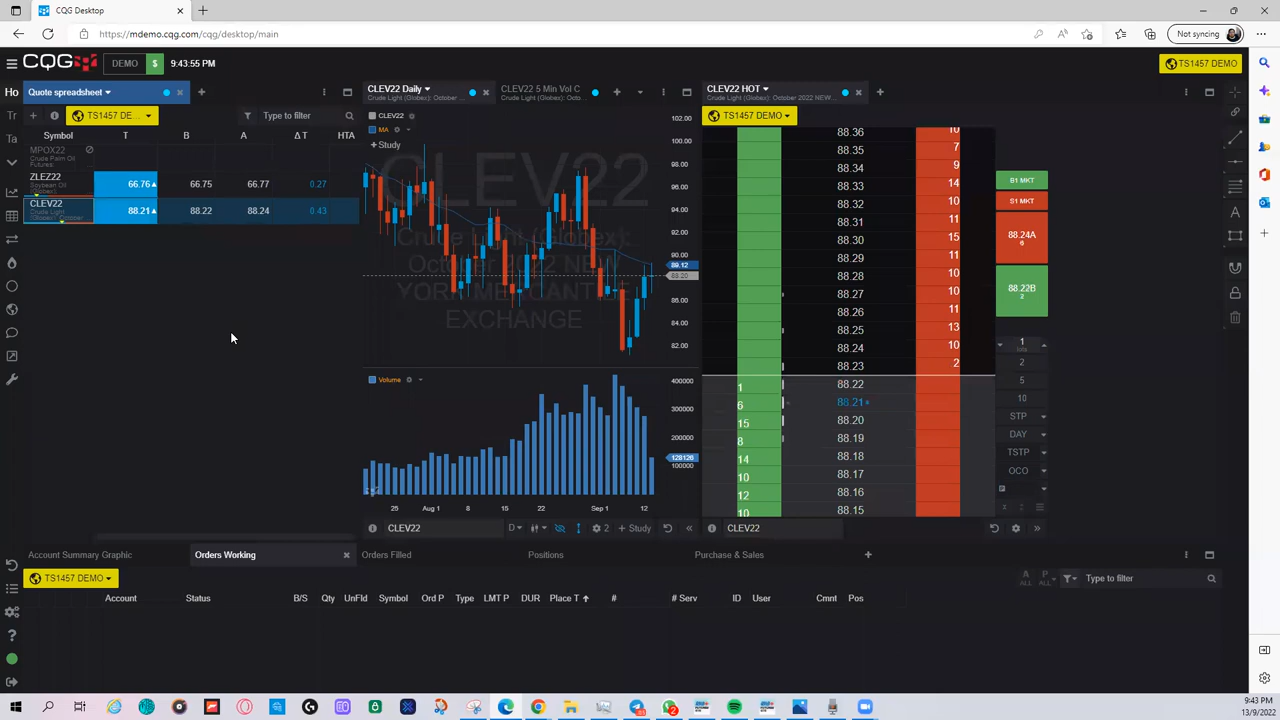 CQG Desktop
https://mdemo.cqg.com/cqg/desktop/main
Not syncing
CQG
DEMO
$
9:43:55 PM
TS1457 DEMO
Ho
Tr
Ta
Quote spreadsheet
TS1457 DE...
Type to filter
Symbol T B A Δ T HTA
MPOX22
Crude Palm Oil
Futures:
ZLEZ22
Soybean Oil
(Globex):
66.76 66.75 66.77 0.27
CLEV22
Crude Light
(Globex): October
88.21 88.22 88.24 0.43
CLEV22 Daily
Crude Light (Globex): October ...
CLEV22 5 Min Vol C
Crude Light (Globex): Octo...
CLEV22
MA
+ Study
CLEV22
Crude Light (Globex):
October 2022 NEW
YORK MERCANTILE
EXCHANGE
102.00
100.00
98.00
96.00
94.00
92.00
90.00
89.12
88.20
86.00
84.00
82.00
Volume
400000
300000
200000
128126
100000
25 Aug 1 8 15 22 Sep 1 12
CLEV22
D
2
+ Study
CLEV22 HOT
Crude Light (Globex): October 2022 NEW...
TS1457 DEMO
88.36 10
88.35 7
88.34 9
88.33 14
88.32 10
88.31 11
88.30 15
88.29 11
88.28 10
88.27 10
88.26 11
88.25 13
88.24 10
88.23 2
1 88.22
6 88.21
15 88.20
8 88.19
14 88.18
10 88.17
12 88.16
10 88.15
B1 MKT
S1 MKT
88.24A
6
88.22B
2
1
lots
2
5
10
STP
DAY
TSTP
OCO
CLEV22
Account Summary Graphic
Orders Working
Orders Filled
Positions
Purchase & Sales
TS1457 DEMO
A
ALL
P
ALL
Type to filter
Account Status B/S Qty UnFld Symbol Ord P Type LMT P DUR Place T # # Serv ID User Cmnt Pos
9:43 PM
13/9/2022